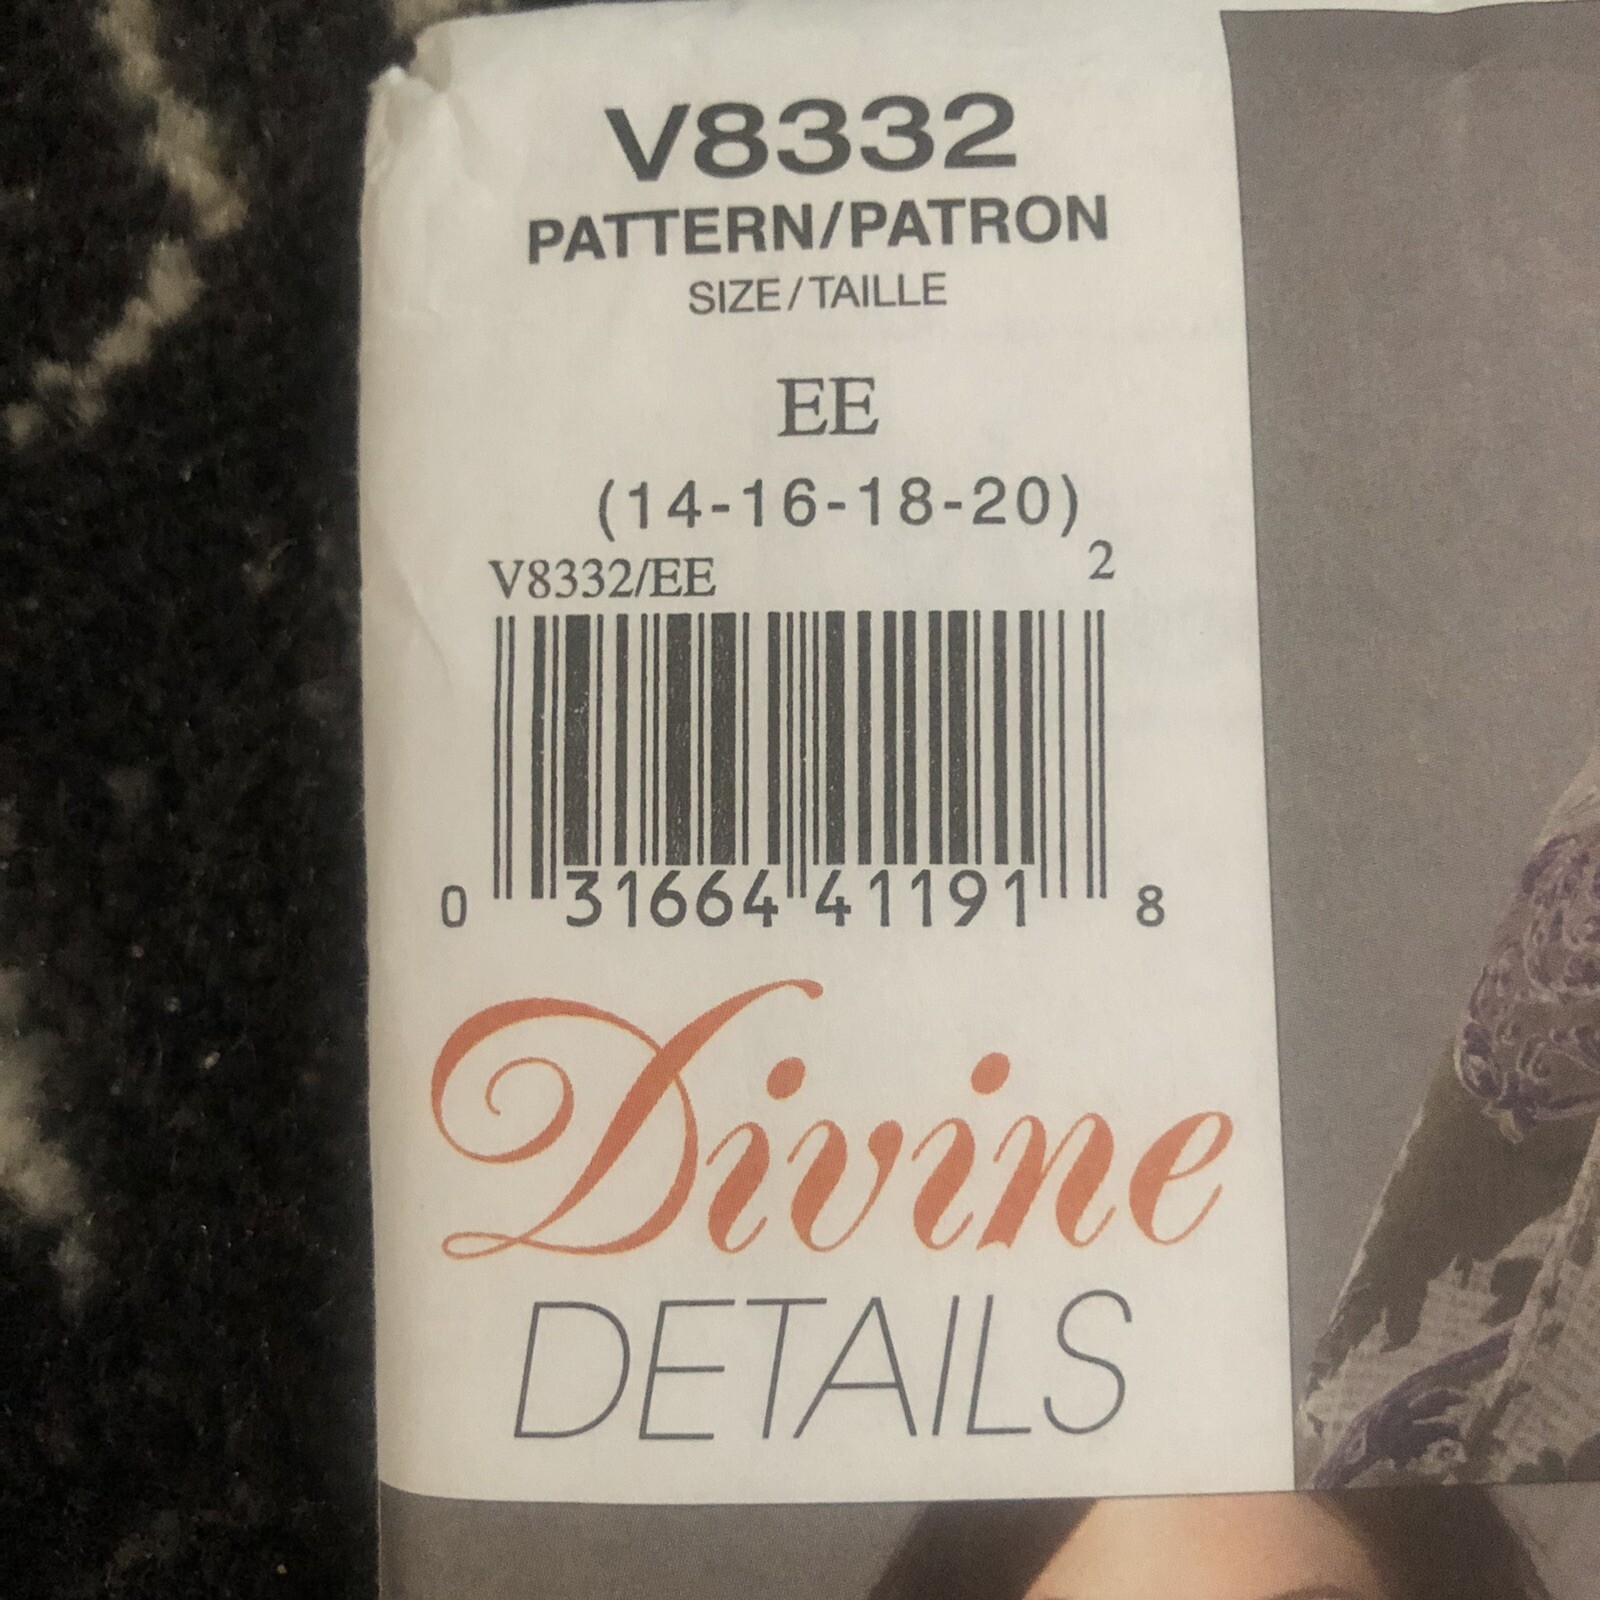 V8332
PATTERN/PATRON
SIZE/TAILLE
EE
(14-16-18-20)
V8332/EE 2
0 31664 41191 8
Divine
DETAILS